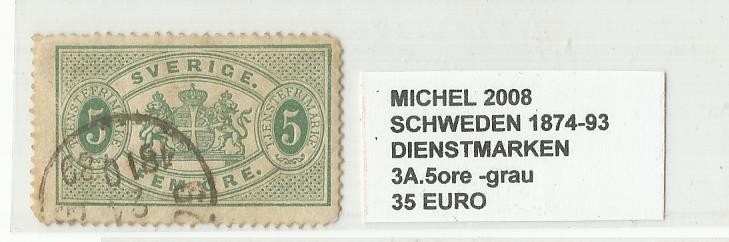 SVERIGE.
TJENSTEFRIMÄRKE
5
5
TJENSTEFRIMÄRKE
FEM ÖRE.
MICHEL 2008
SCHWEDEN 1874-93
DIENSTMARKEN
3A.5ore -grau
35 EURO